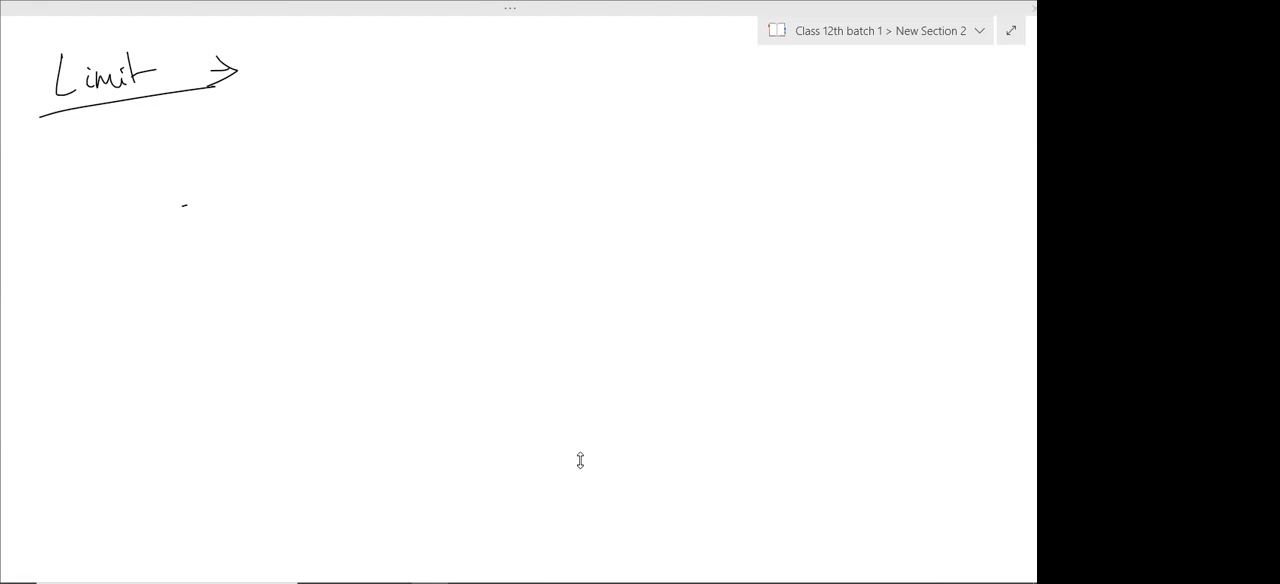 Class 12th batch 1 > New Section 2
Limit →